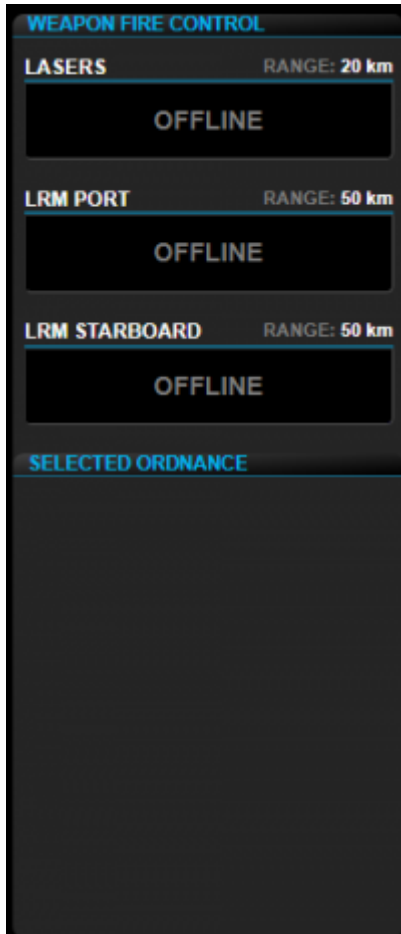 WEAPON FIRE CONTROL
LASERS RANGE: 20 km
OFFLINE
LRM PORT RANGE: 50 km
OFFLINE
LRM STARBOARD RANGE: 50 km
OFFLINE
SELECTED ORDNANCE